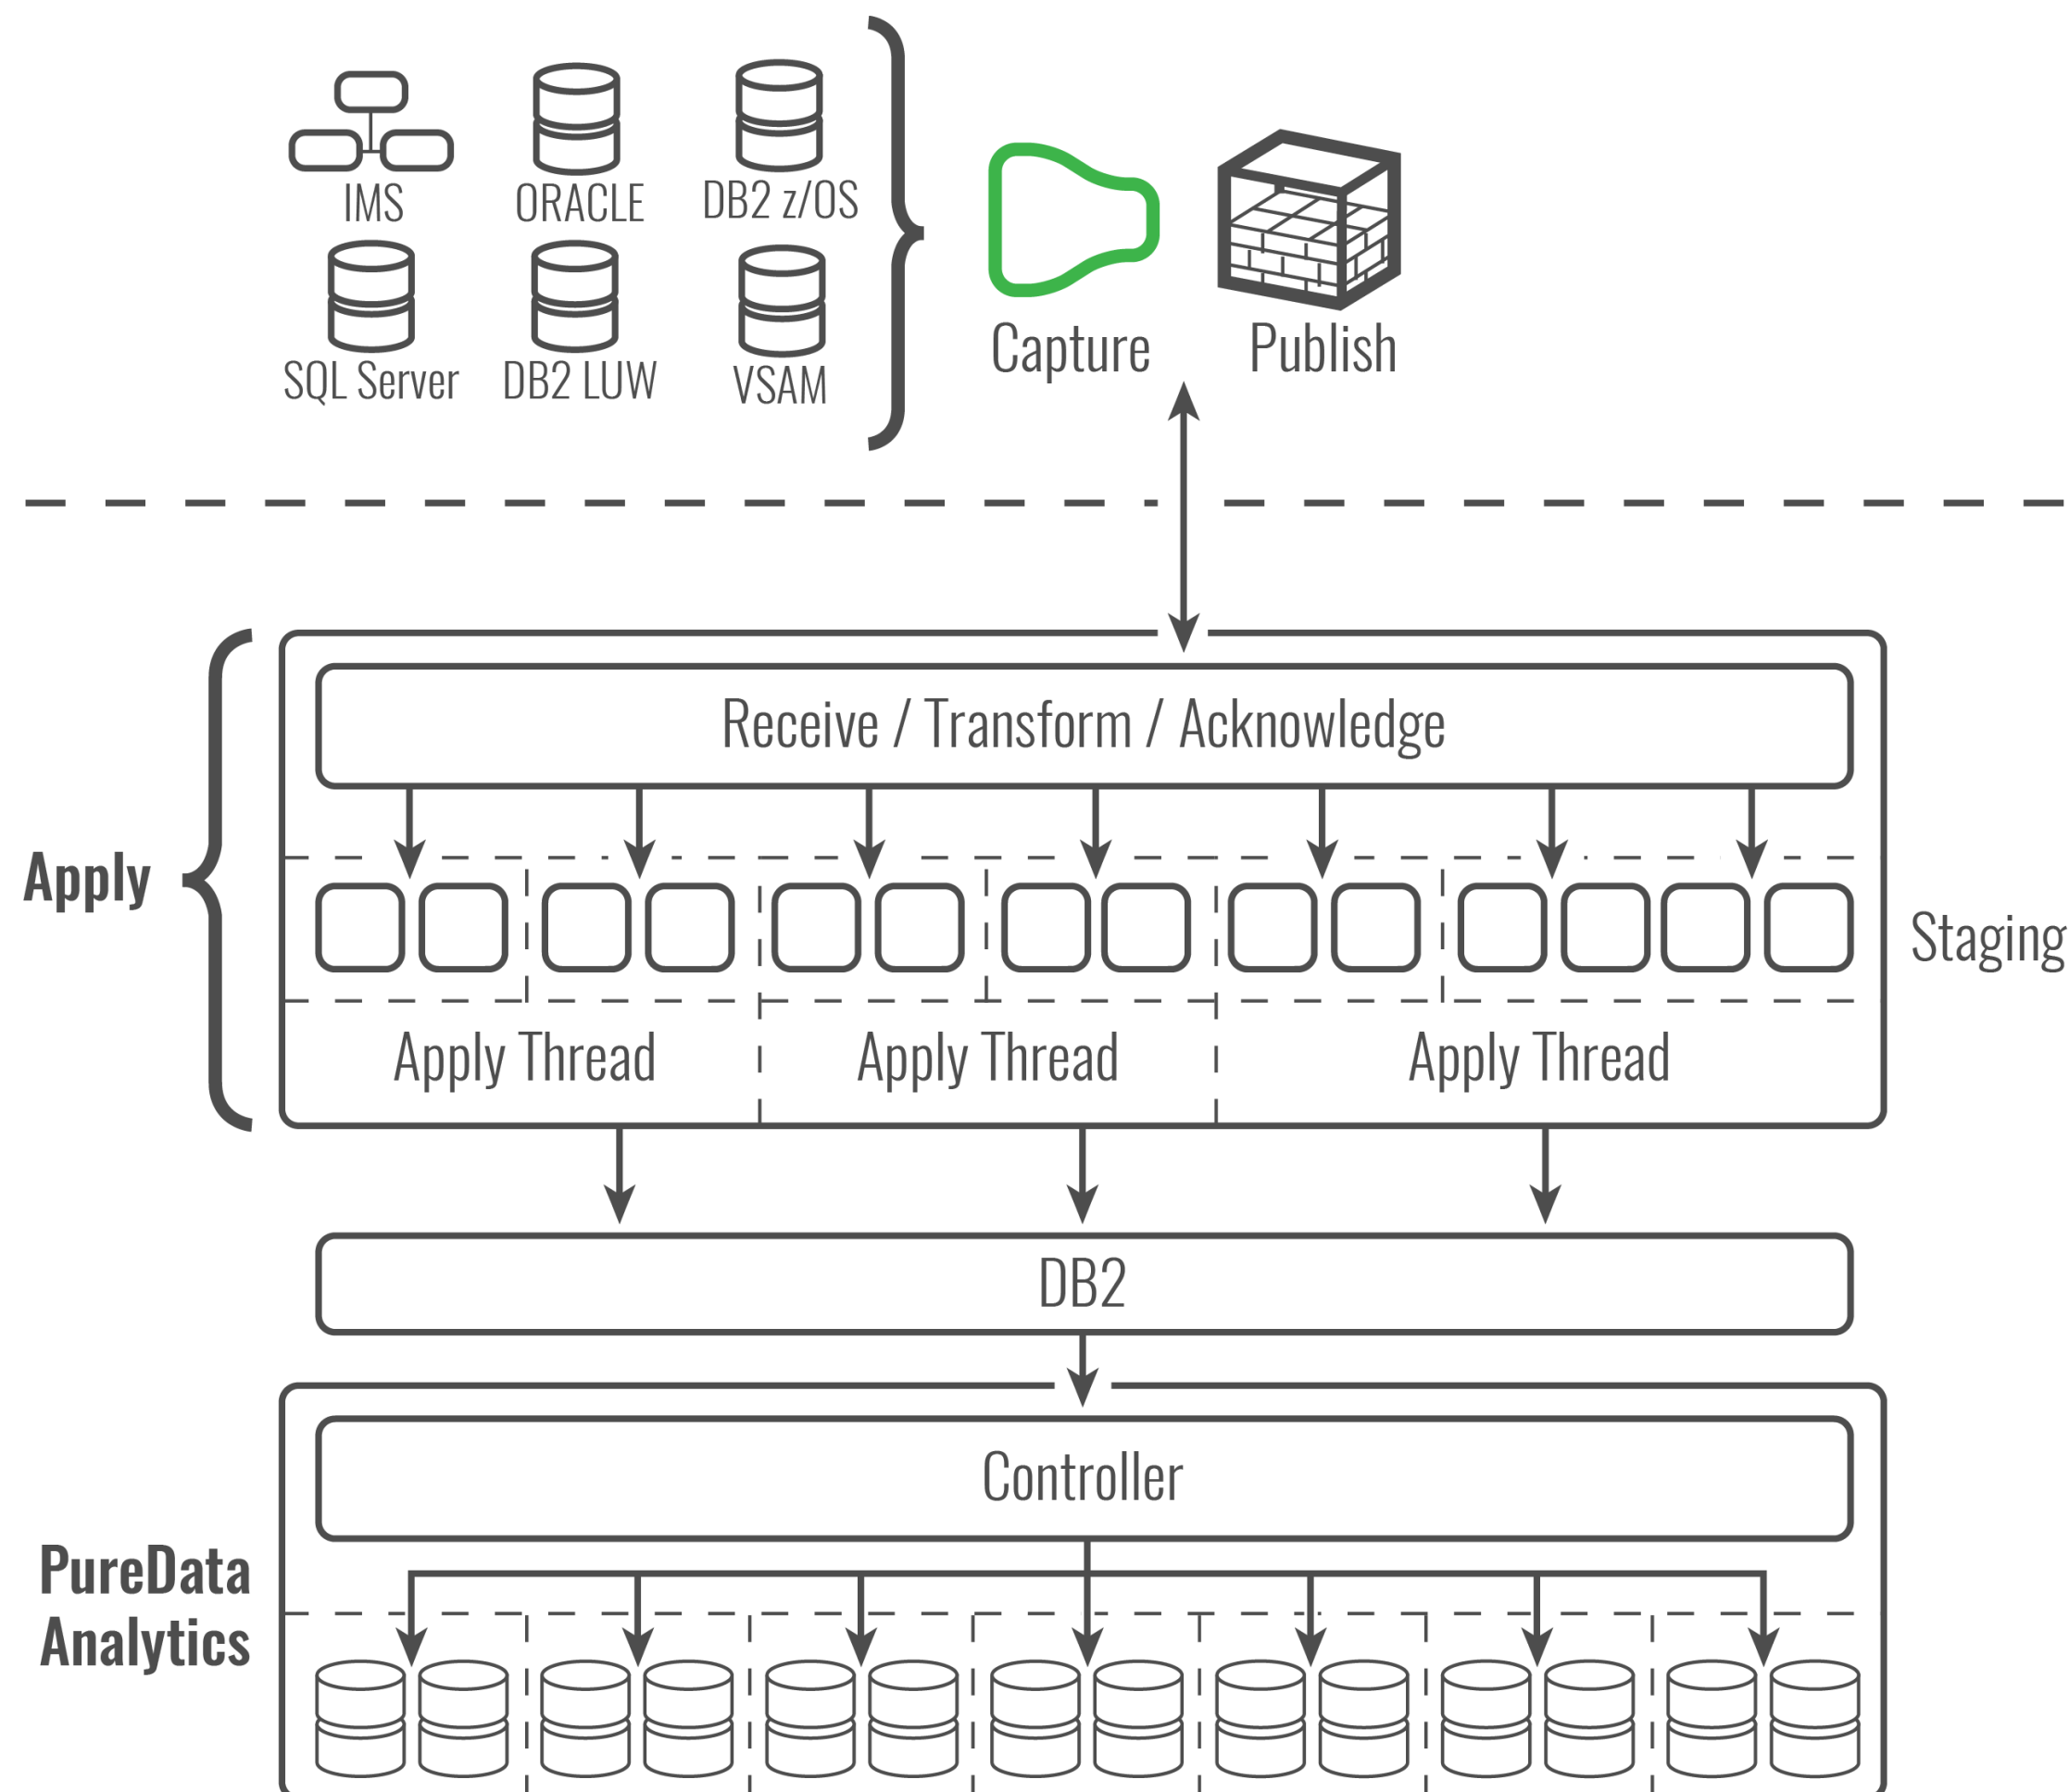 IMS
ORACLE
DB2 z/OS
SQL Server
DB2 LUW
VSAM
Capture
Publish
Apply
Receive / Transform / Acknowledge
Staging
Apply Thread
Apply Thread
Apply Thread
DB2
PureData
Analytics
Controller